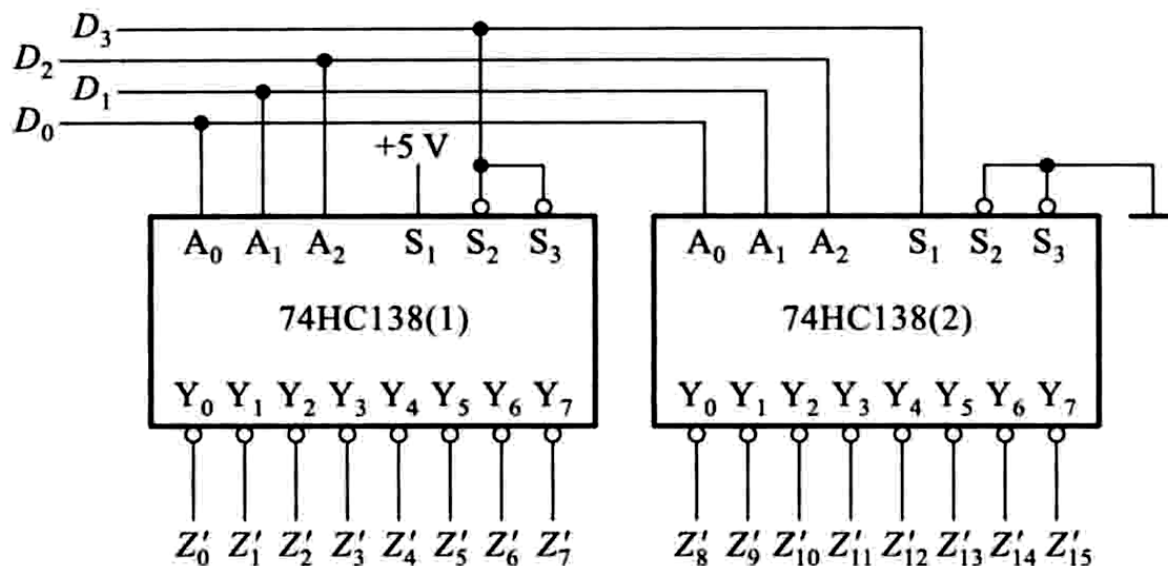 D₃
D₂
D₁
D₀
+5 V
A₀ A₁ A₂ S₁ S₂ S₃
A₀ A₁ A₂ S₁ S₂ S₃
74HC138(1)
74HC138(2)
Y₀ Y₁ Y₂ Y₃ Y₄ Y₅ Y₆ Y₇
Y₀ Y₁ Y₂ Y₃ Y₄ Y₅ Y₆ Y₇
Z′₀ Z′₁ Z′₂ Z′₃ Z′₄ Z′₅ Z′₆ Z′₇
Z′₈ Z′₉ Z′₁₀ Z′₁₁ Z′₁₂ Z′₁₃ Z′₁₄ Z′₁₅